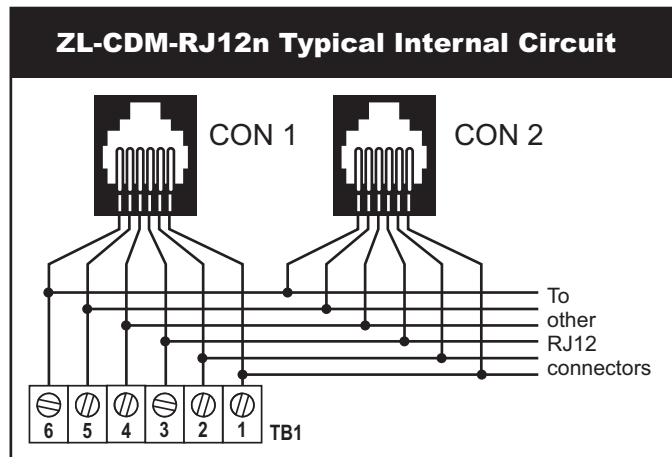 ZL-CDM-RJ12n Typical Internal Circuit
CON 1
CON 2
To
other
RJ12
connectors
6 5 4 3 2 1 TB1